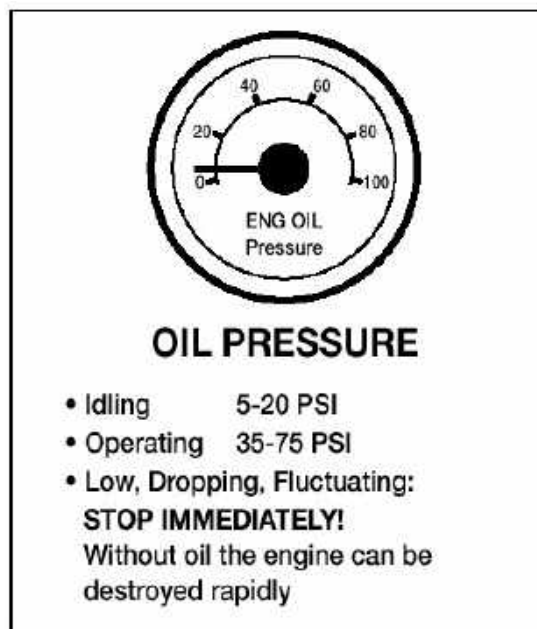 40 60
20 80
0 100
ENG OIL
Pressure
OIL PRESSURE
• Idling 5-20 PSI
• Operating 35-75 PSI
• Low, Dropping, Fluctuating:
STOP IMMEDIATELY!
Without oil the engine can be
destroyed rapidly